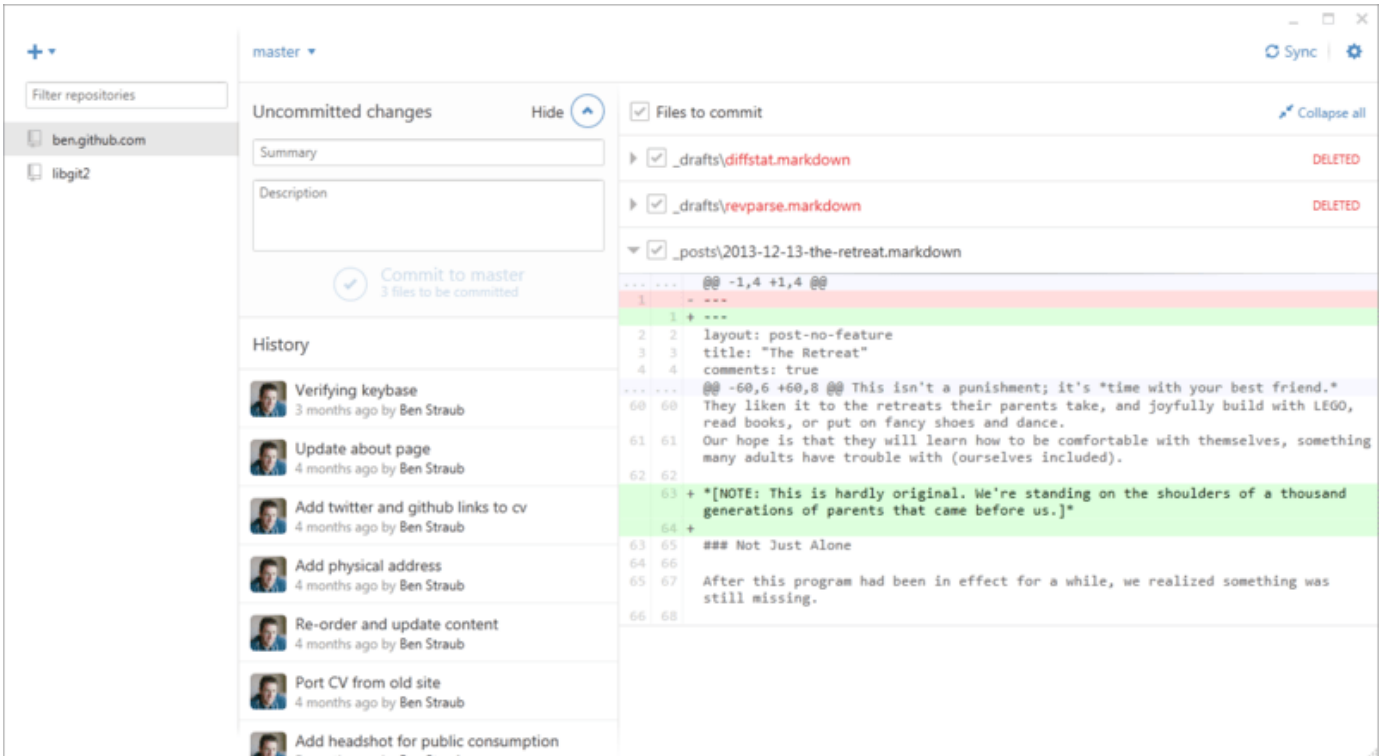 master
Sync
Filter repositories
ben.github.com
libgit2
Uncommitted changes Hide
Summary
Description
Commit to master
3 files to be committed
History
Verifying keybase
3 months ago by Ben Straub
Update about page
4 months ago by Ben Straub
Add twitter and github links to cv
4 months ago by Ben Straub
Add physical address
4 months ago by Ben Straub
Re-order and update content
4 months ago by Ben Straub
Port CV from old site
4 months ago by Ben Straub
Add headshot for public consumption
Files to commit Collapse all
_drafts\diffstat.markdown DELETED
_drafts\revparse.markdown DELETED
_posts\2013-12-13-the-retreat.markdown
... ... @@ -1,4 +1,4 @@
1 - ---
1 + ---
2 2 layout: post-no-feature
3 3 title: "The Retreat"
4 4 comments: true
... ... @@ -60,6 +60,8 @@ This isn't a punishment; it's *time with your best friend.*
60 60 They liken it to the retreats their parents take, and joyfully build with LEGO,
read books, or put on fancy shoes and dance.
61 61 Our hope is that they will learn how to be comfortable with themselves, something
many adults have trouble with (ourselves included).
62 62
63 + *[NOTE: This is hardly original. We're standing on the shoulders of a thousand
generations of parents that came before us.]*
64 +
63 65 ### Not Just Alone
64 66
65 67 After this program had been in effect for a while, we realized something was
still missing.
66 68